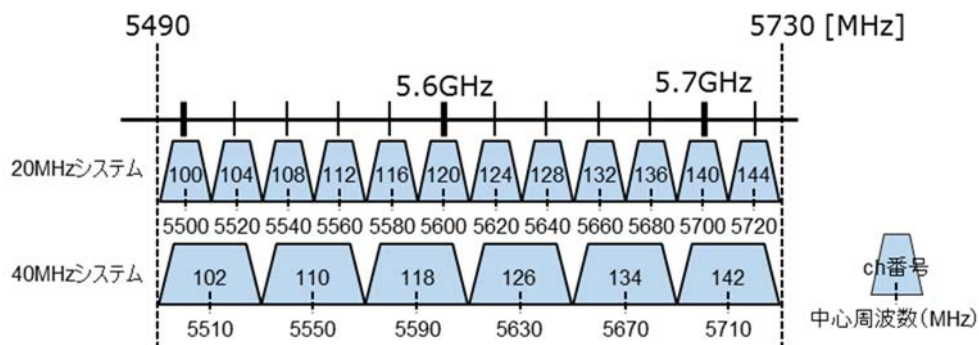 5490 5730 [MHz]
5.6GHz 5.7GHz
20MHzシステム 100 104 108 112 116 120 124 128 132 136 140 144
5500 5520 5540 5560 5580 5600 5620 5640 5660 5680 5700 5720
40MHzシステム 102 110 118 126 134 142
5510 5550 5590 5630 5670 5710
ch番号
中心周波数(MHz)